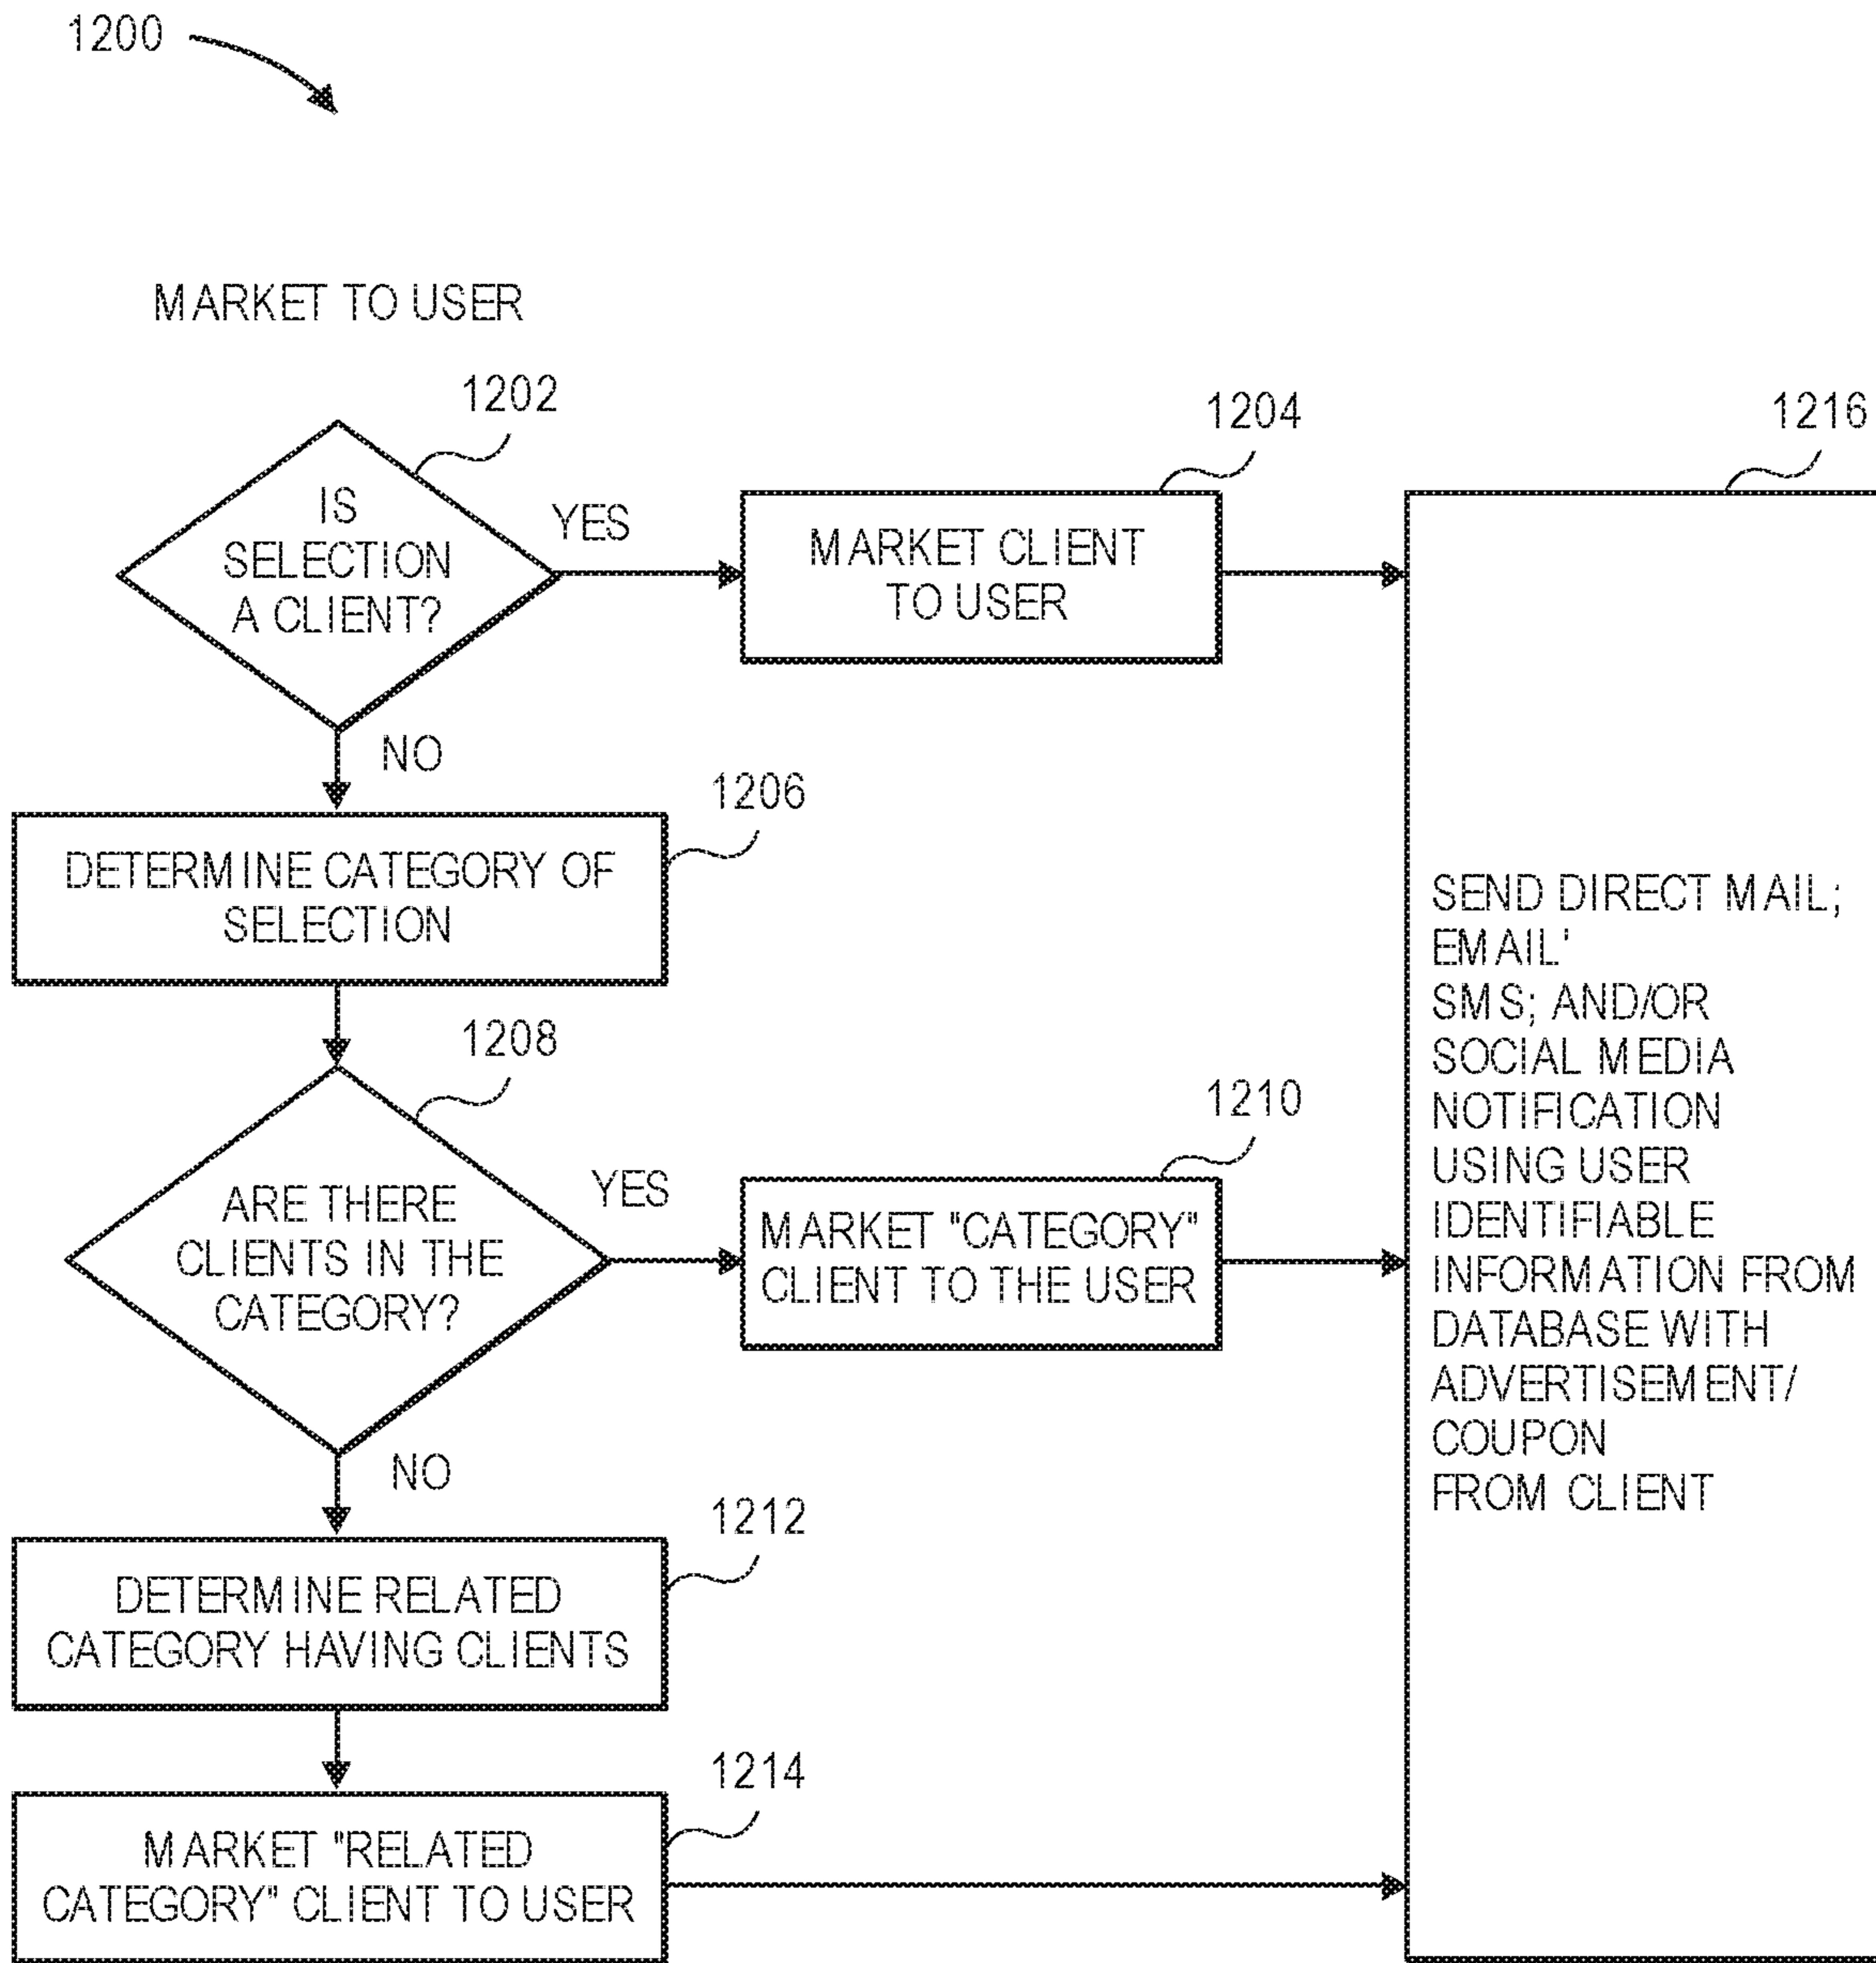 1200
MARKET TO USER
1202
IS
SELECTION
A CLIENT?
YES
NO
1204
MARKET CLIENT
TO USER
1206
DETERMINE CATEGORY OF
SELECTION
1208
ARE THERE
CLIENTS IN THE
CATEGORY?
YES
NO
1210
MARKET "CATEGORY"
CLIENT TO THE USER
1212
DETERMINE RELATED
CATEGORY HAVING CLIENTS
1214
MARKET "RELATED
CATEGORY" CLIENT TO USER
1216
SEND DIRECT MAIL;
EMAIL'
SMS; AND/OR
SOCIAL MEDIA
NOTIFICATION
USING USER
IDENTIFIABLE
INFORMATION FROM
DATABASE WITH
ADVERTISEMENT/
COUPON
FROM CLIENT